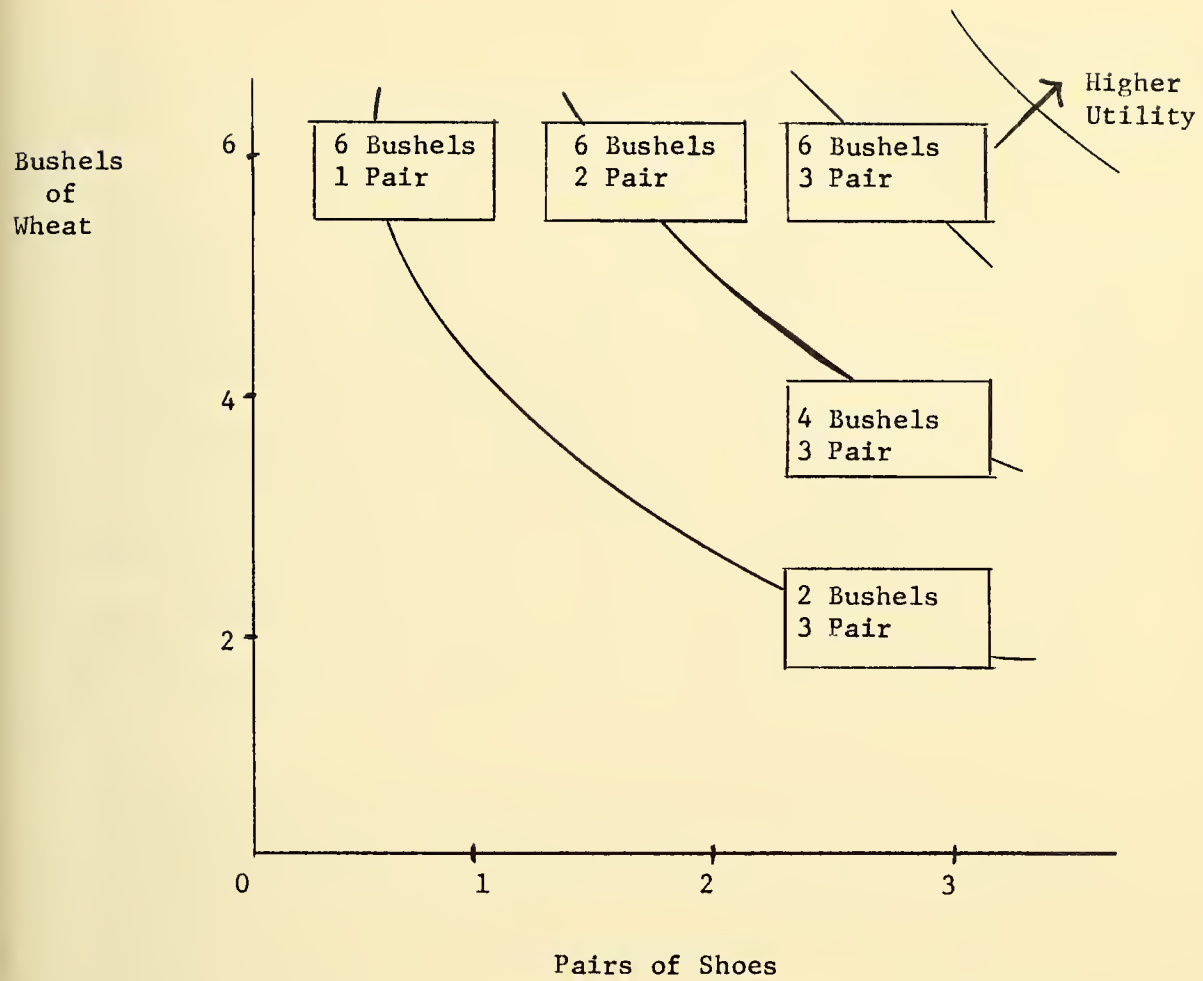 Higher
Utility
Bushels
of
Wheat
6
6 Bushels
1 Pair
6 Bushels
2 Pair
6 Bushels
3 Pair
4
4 Bushels
3 Pair
2
2 Bushels
3 Pair
0
1
2
3
Pairs of Shoes